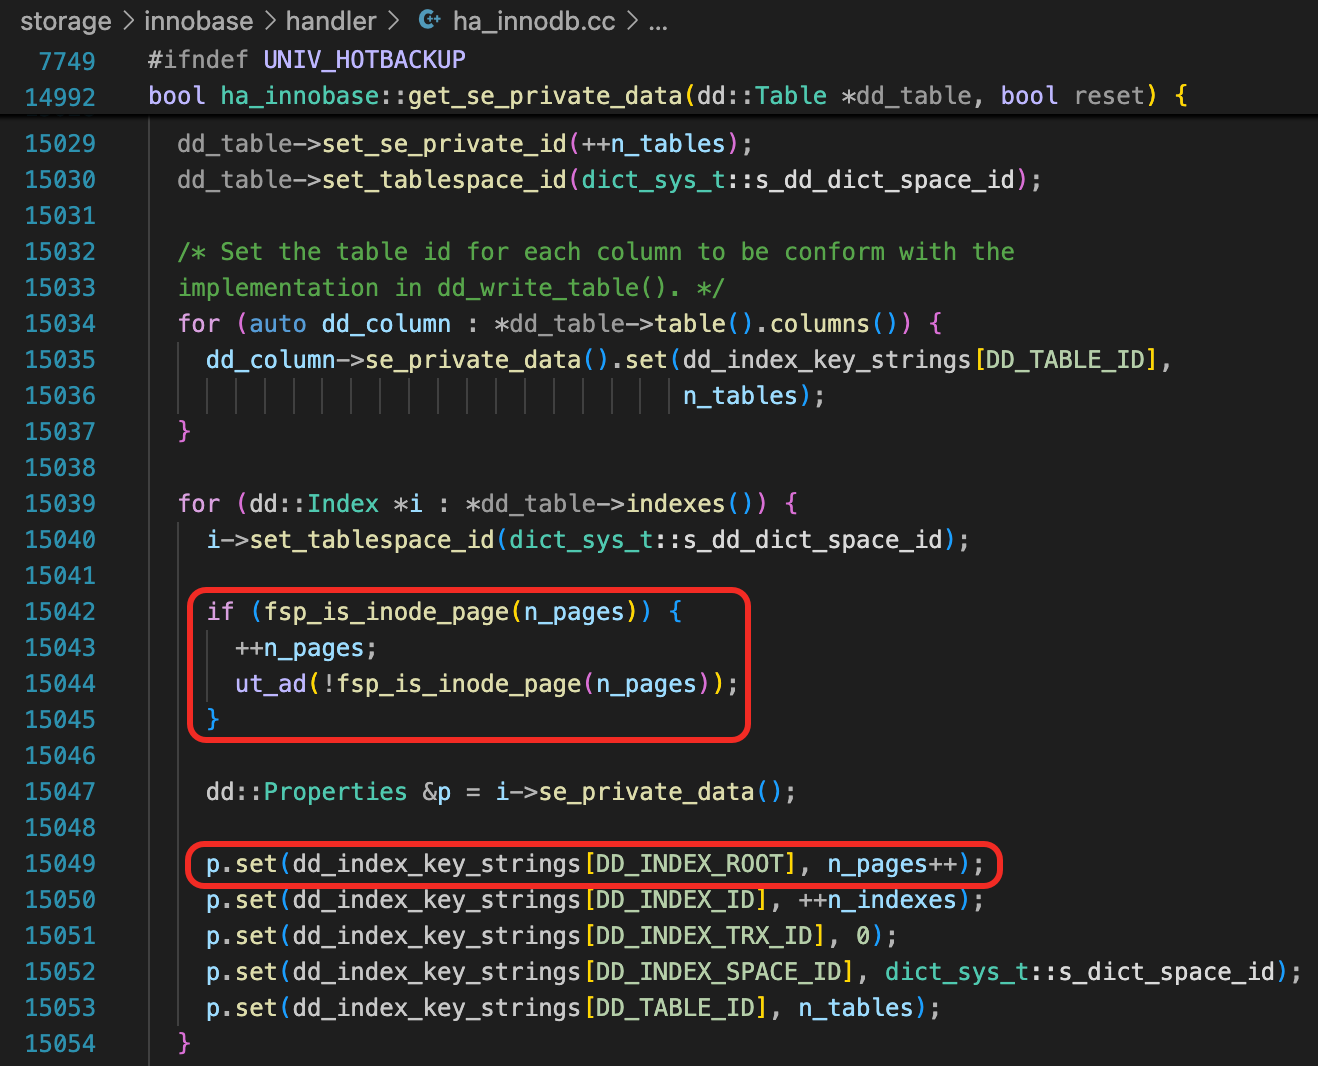 storage > innobase > handler > ha_innodb.cc > ...
7749 #ifndef UNIV_HOTBACKUP
14992 bool ha_innobase::get_se_private_data(dd::Table *dd_table, bool reset) {
15029 dd_table->set_se_private_id(++n_tables);
15030 dd_table->set_tablespace_id(dict_sys_t::s_dd_dict_space_id);
15031
15032 /* Set the table id for each column to be conform with the
15033 implementation in dd_write_table(). */
15034 for (auto dd_column : *dd_table->table().columns()) {
15035 dd_column->se_private_data().set(dd_index_key_strings[DD_TABLE_ID],
15036 n_tables);
15037 }
15038
15039 for (dd::Index *i : *dd_table->indexes()) {
15040 i->set_tablespace_id(dict_sys_t::s_dd_dict_space_id);
15041
15042 if (fsp_is_inode_page(n_pages)) {
15043 ++n_pages;
15044 ut_ad(!fsp_is_inode_page(n_pages));
15045 }
15046
15047 dd::Properties &p = i->se_private_data();
15048
15049 p.set(dd_index_key_strings[DD_INDEX_ROOT], n_pages++);
15050 p.set(dd_index_key_strings[DD_INDEX_ID], ++n_indexes);
15051 p.set(dd_index_key_strings[DD_INDEX_TRX_ID], 0);
15052 p.set(dd_index_key_strings[DD_INDEX_SPACE_ID], dict_sys_t::s_dict_space_id);
15053 p.set(dd_index_key_strings[DD_TABLE_ID], n_tables);
15054 }